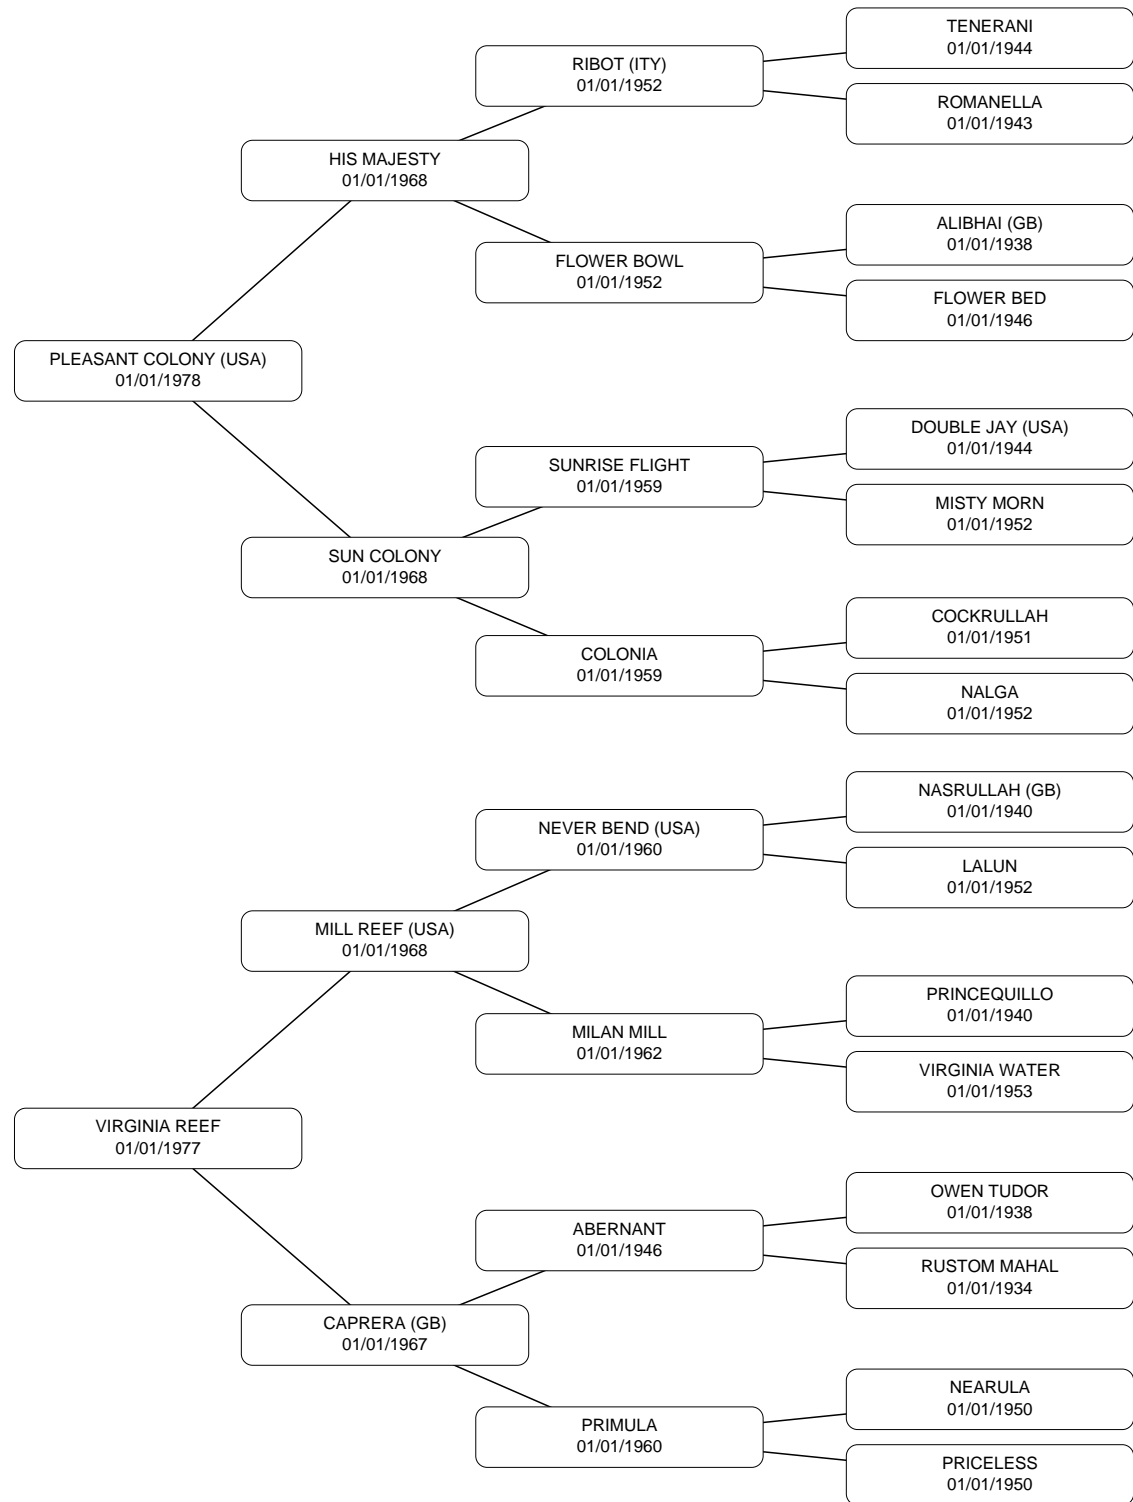 TENERANI
01/01/1944
RIBOT (ITY)
01/01/1952
ROMANELLA
01/01/1943
HIS MAJESTY
01/01/1968
ALIBHAI (GB)
01/01/1938
FLOWER BOWL
01/01/1952
FLOWER BED
01/01/1946
PLEASANT COLONY (USA)
01/01/1978
DOUBLE JAY (USA)
01/01/1944
SUNRISE FLIGHT
01/01/1959
MISTY MORN
01/01/1952
SUN COLONY
01/01/1968
COCKRULLAH
01/01/1951
COLONIA
01/01/1959
NALGA
01/01/1952
NASRULLAH (GB)
01/01/1940
NEVER BEND (USA)
01/01/1960
LALUN
01/01/1952
MILL REEF (USA)
01/01/1968
PRINCEQUILLO
01/01/1940
MILAN MILL
01/01/1962
VIRGINIA WATER
01/01/1953
VIRGINIA REEF
01/01/1977
OWEN TUDOR
01/01/1938
ABERNANT
01/01/1946
RUSTOM MAHAL
01/01/1934
CAPRERA (GB)
01/01/1967
NEARULA
01/01/1950
PRIMULA
01/01/1960
PRICELESS
01/01/1950